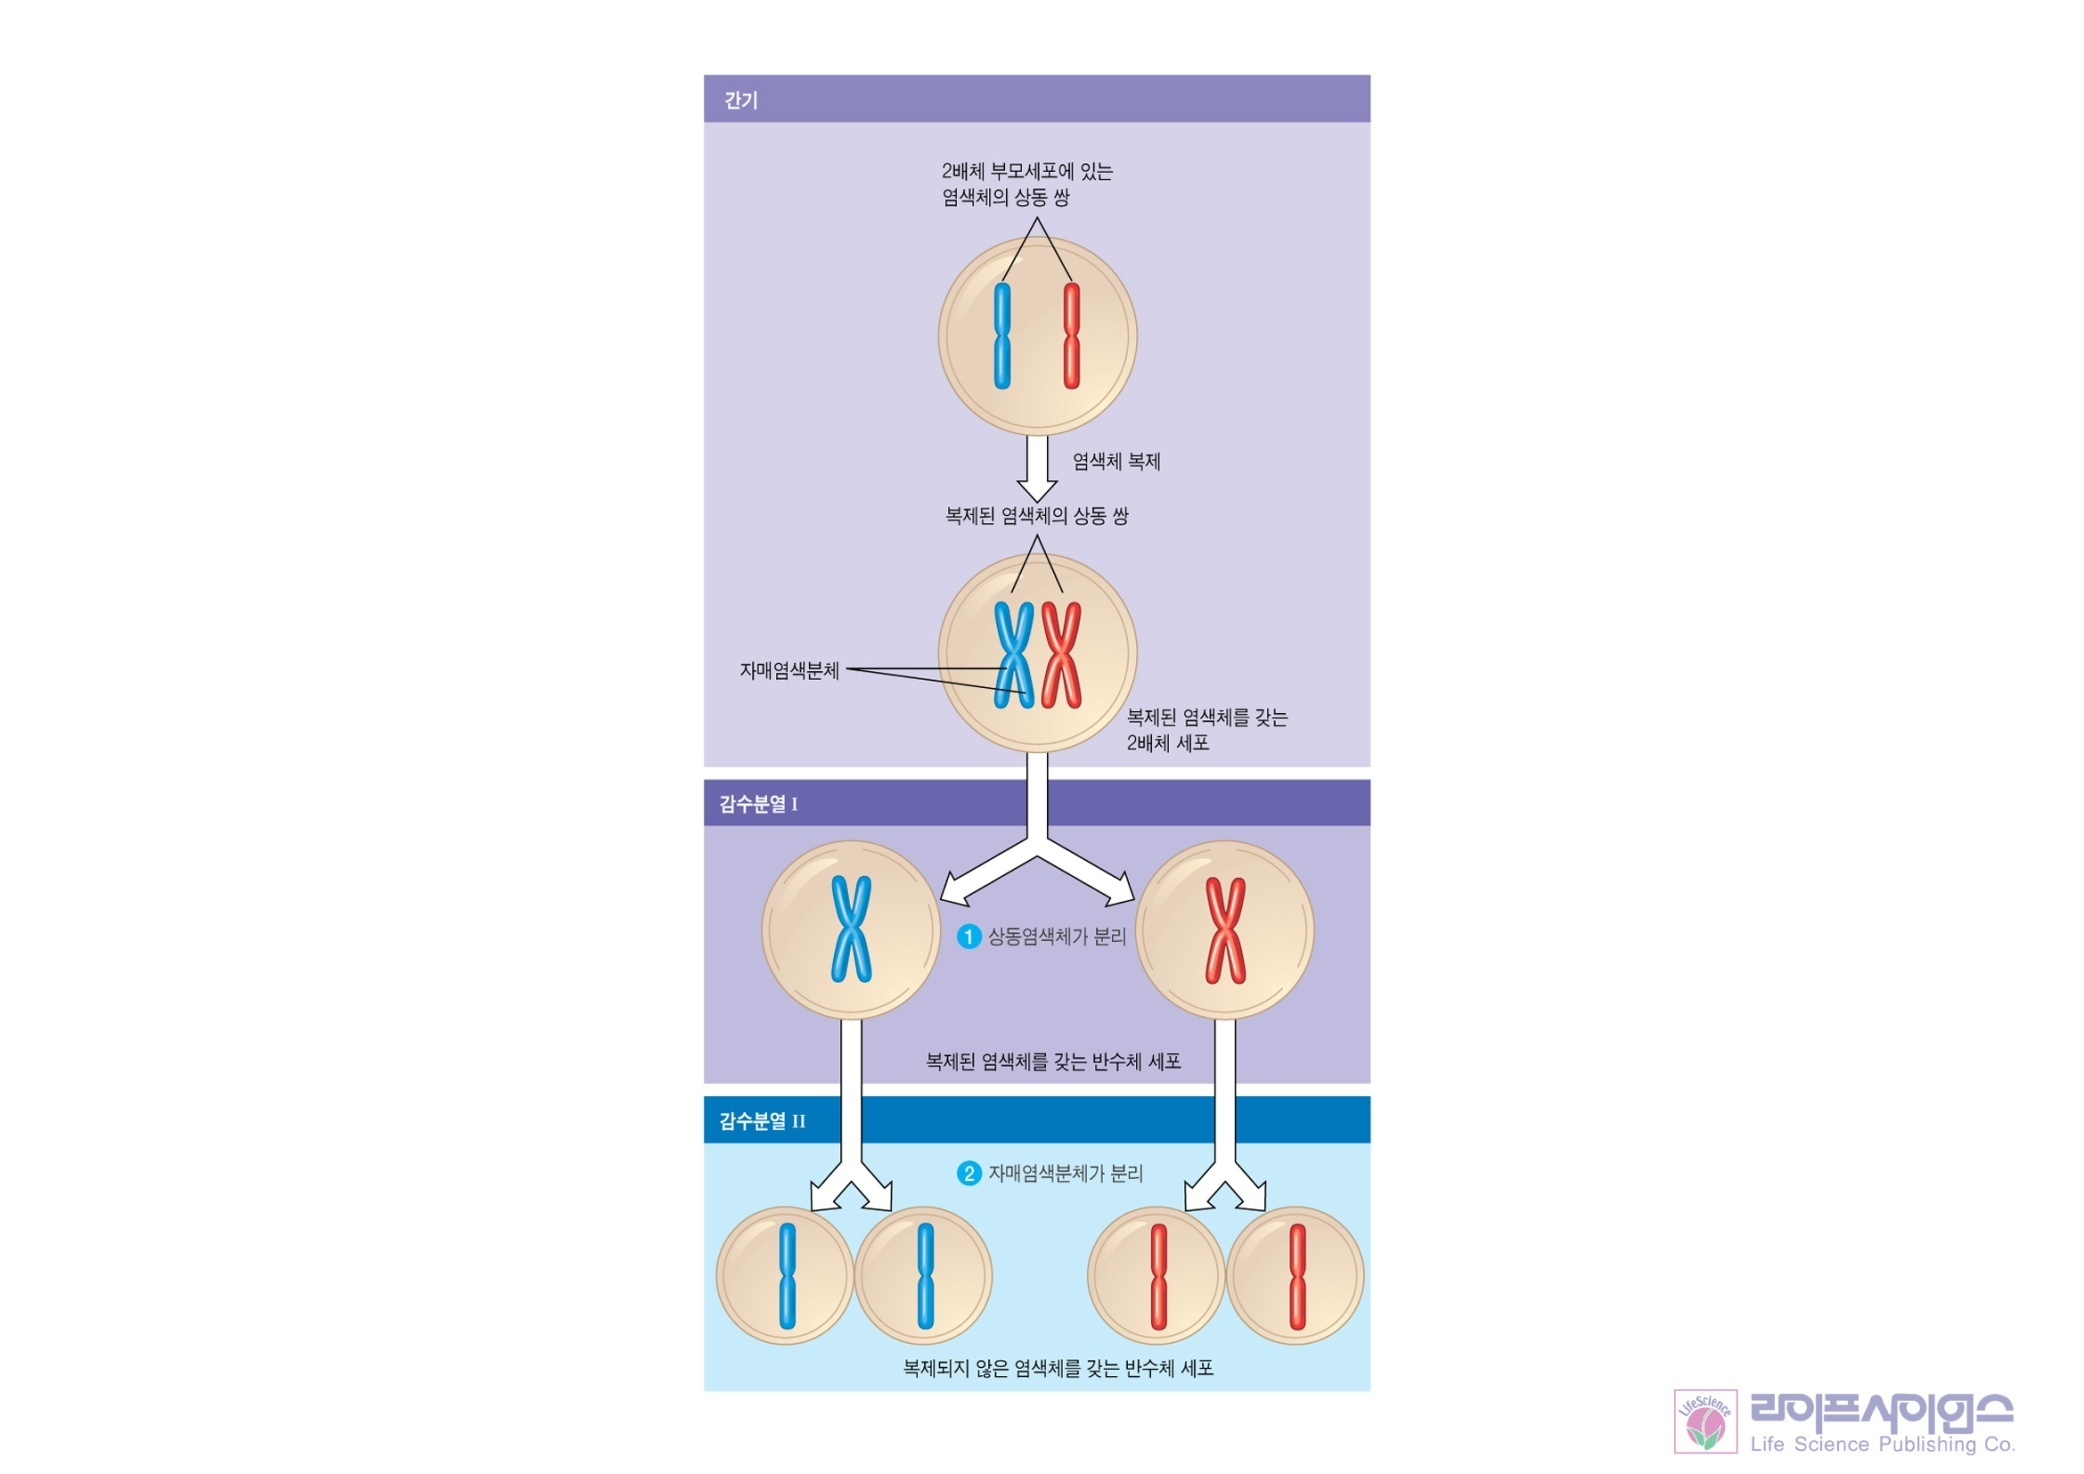 간기
2배체 부모세포에 있는
염색체의 상동 쌍
염색체 복제
복제된 염색체의 상동 쌍
자매염색분체
복제된 염색체를 갖는
2배체 세포
감수분열 I
1 상동염색체가 분리
복제된 염색체를 갖는 반수체 세포
감수분열 II
2 자매염색분체가 분리
복제되지 않은 염색체를 갖는 반수체 세포
LifeScience
라이프사이언스
Life Science Publishing Co.